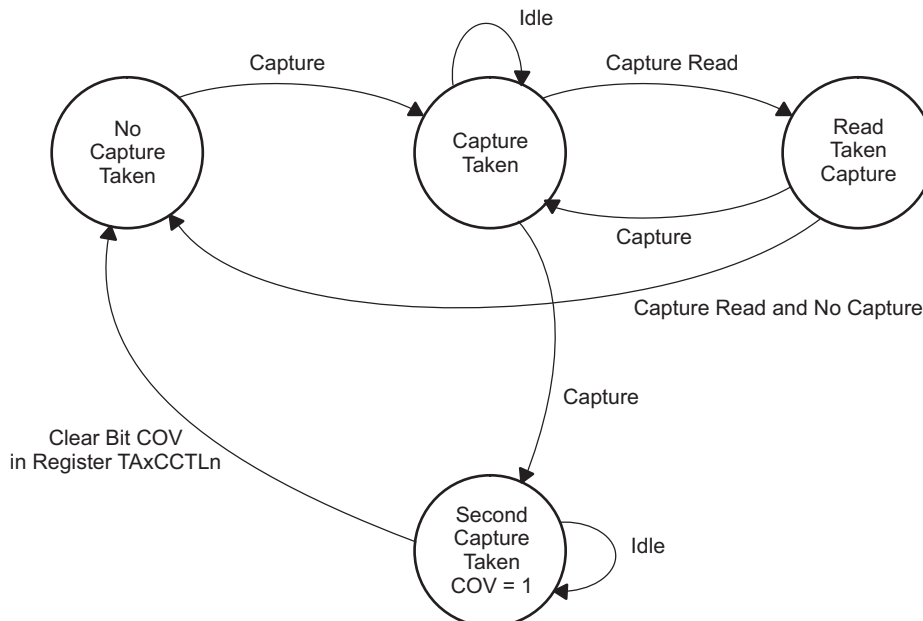 Idle
Capture
Capture Read
No
Capture
Taken
Capture
Taken
Read
Taken
Capture
Capture
Capture Read and No Capture
Capture
Clear Bit COV
in Register TAxCCTLn
Second
Capture
Taken
COV = 1
Idle